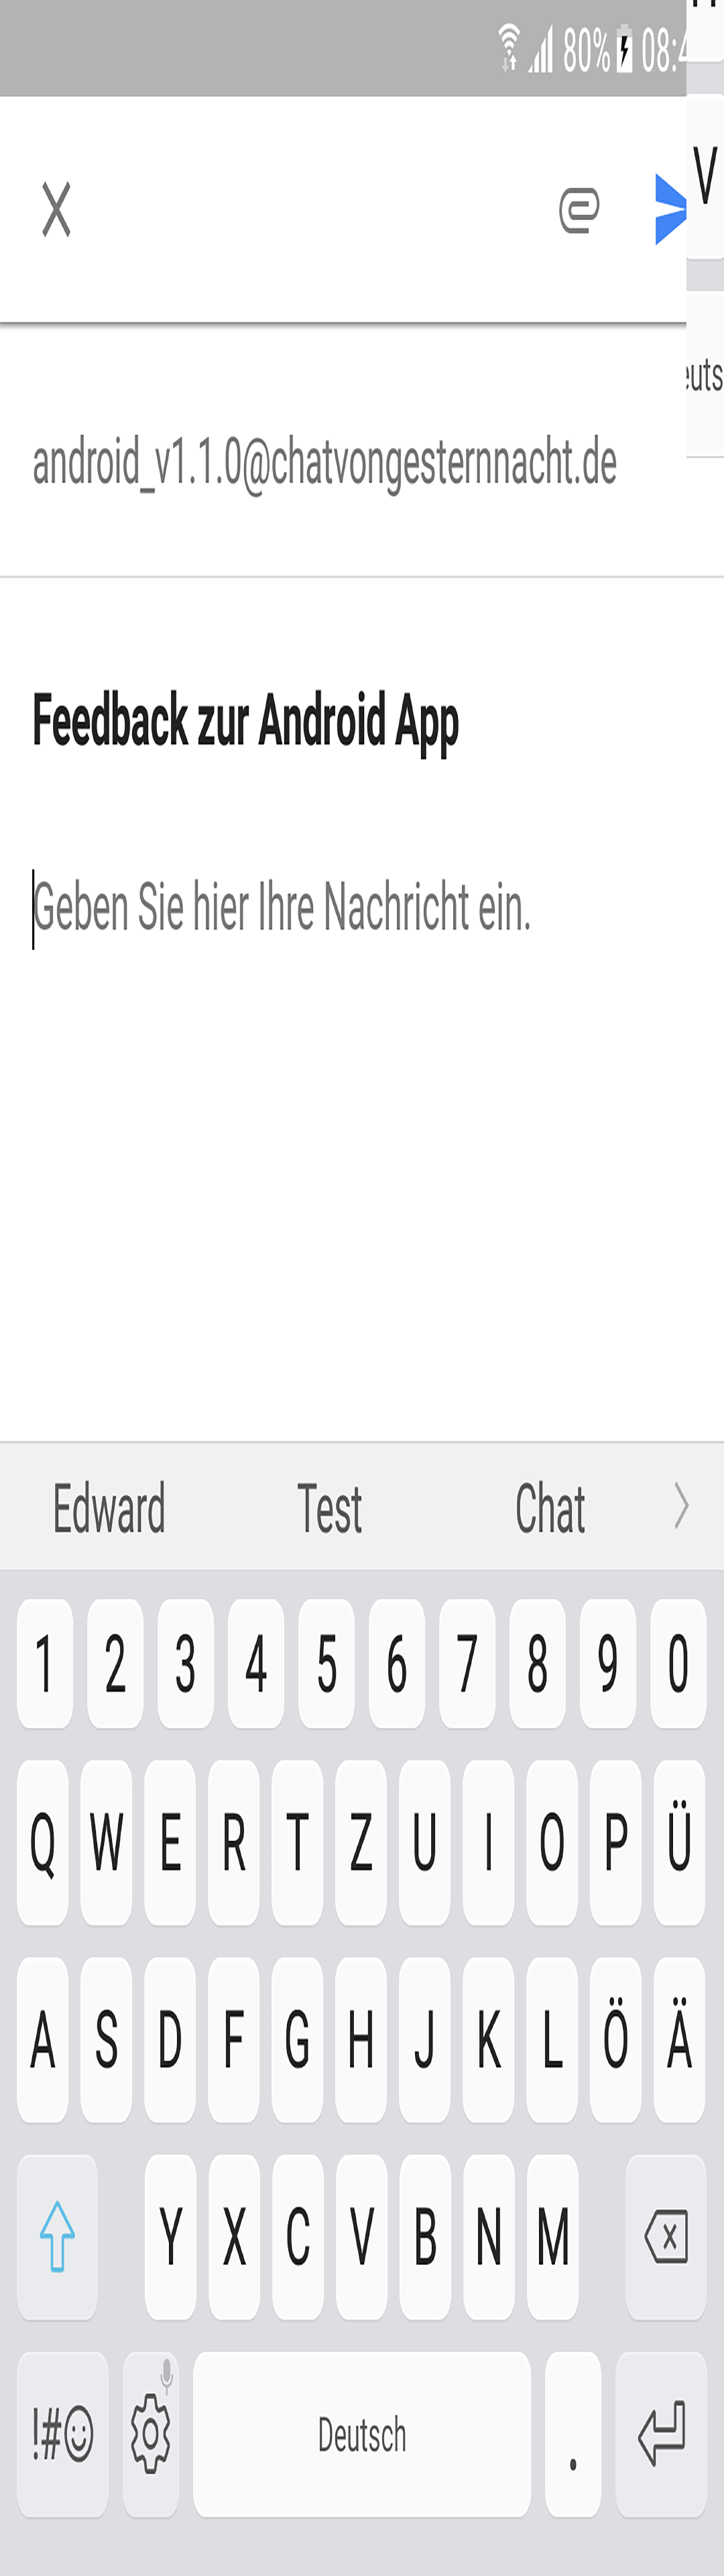 80% 08:4
V
euts
android_v1.1.0@chatvongesternnacht.de
Feedback zur Android App
Geben Sie hier Ihre Nachricht ein.
Edward Test Chat
1 2 3 4 5 6 7 8 9 0
Q W E R T Z U I O P Ü
A S D F G H J K L Ö Ä
Y X C V B N M
!#☺ Deutsch .